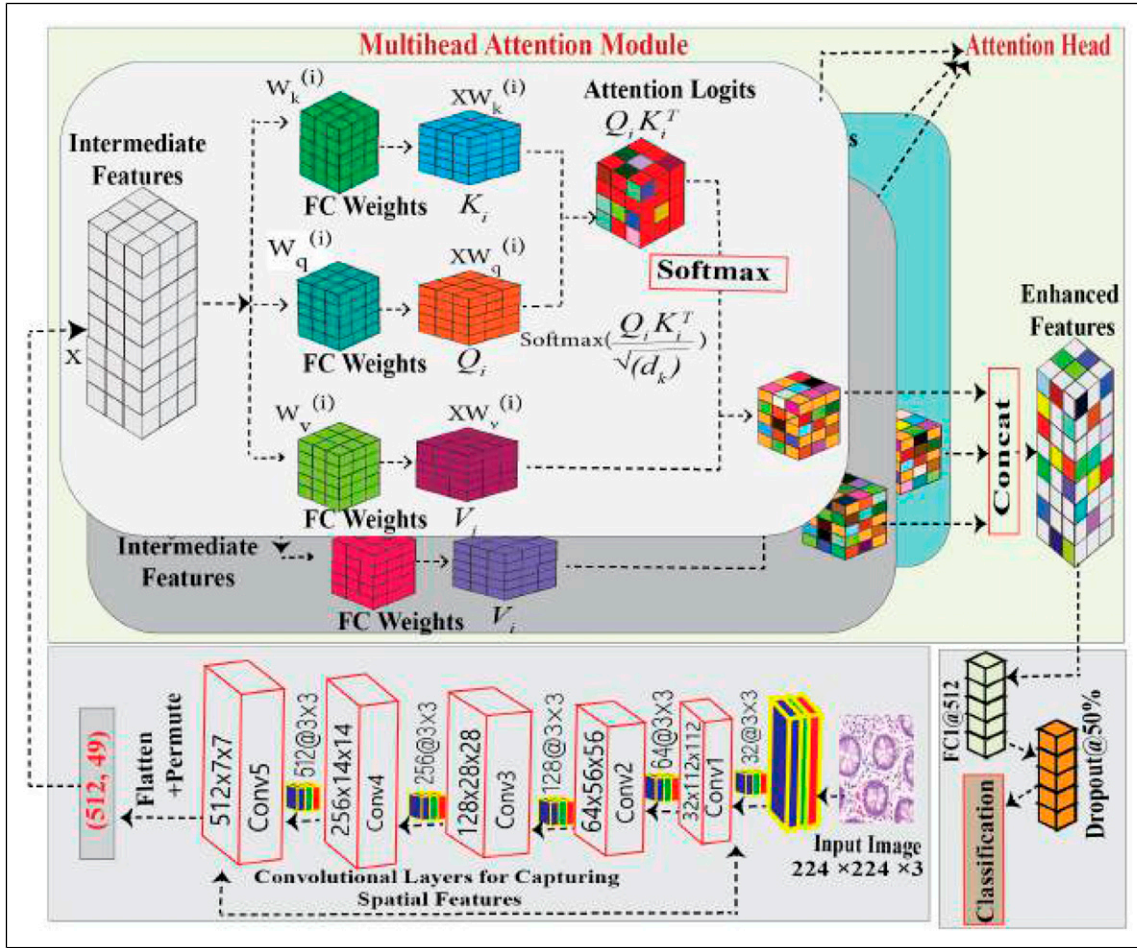 Multihead Attention Module
Attention Head
Intermediate
Features
X
W_k^(i)
FC Weights
XW_k^(i)
K_i
W_q^(i)
FC Weights
XW_q^(i)
Q_i
W_v^(i)
FC Weights
XW_v^(i)
V_i
Attention Logits
Q_i K_i^T
Softmax
Softmax(Q_i K_i^T / √(d_k))
s
Intermediate
Features
FC Weights
V_i
Concat
Enhanced
Features
Input Image
224 ×224 ×3
32@3×3
32x112x112
Conv1
64@3×3
64x56x56
Conv2
128@3×3
128x28x28
Conv3
256@3×3
256x14x14
Conv4
512@3×3
512x7x7
Conv5
Convolutional Layers for Capturing
Spatial Features
Flatten
+Permute
(512, 49)
FC1@512
Dropout@50%
Classification